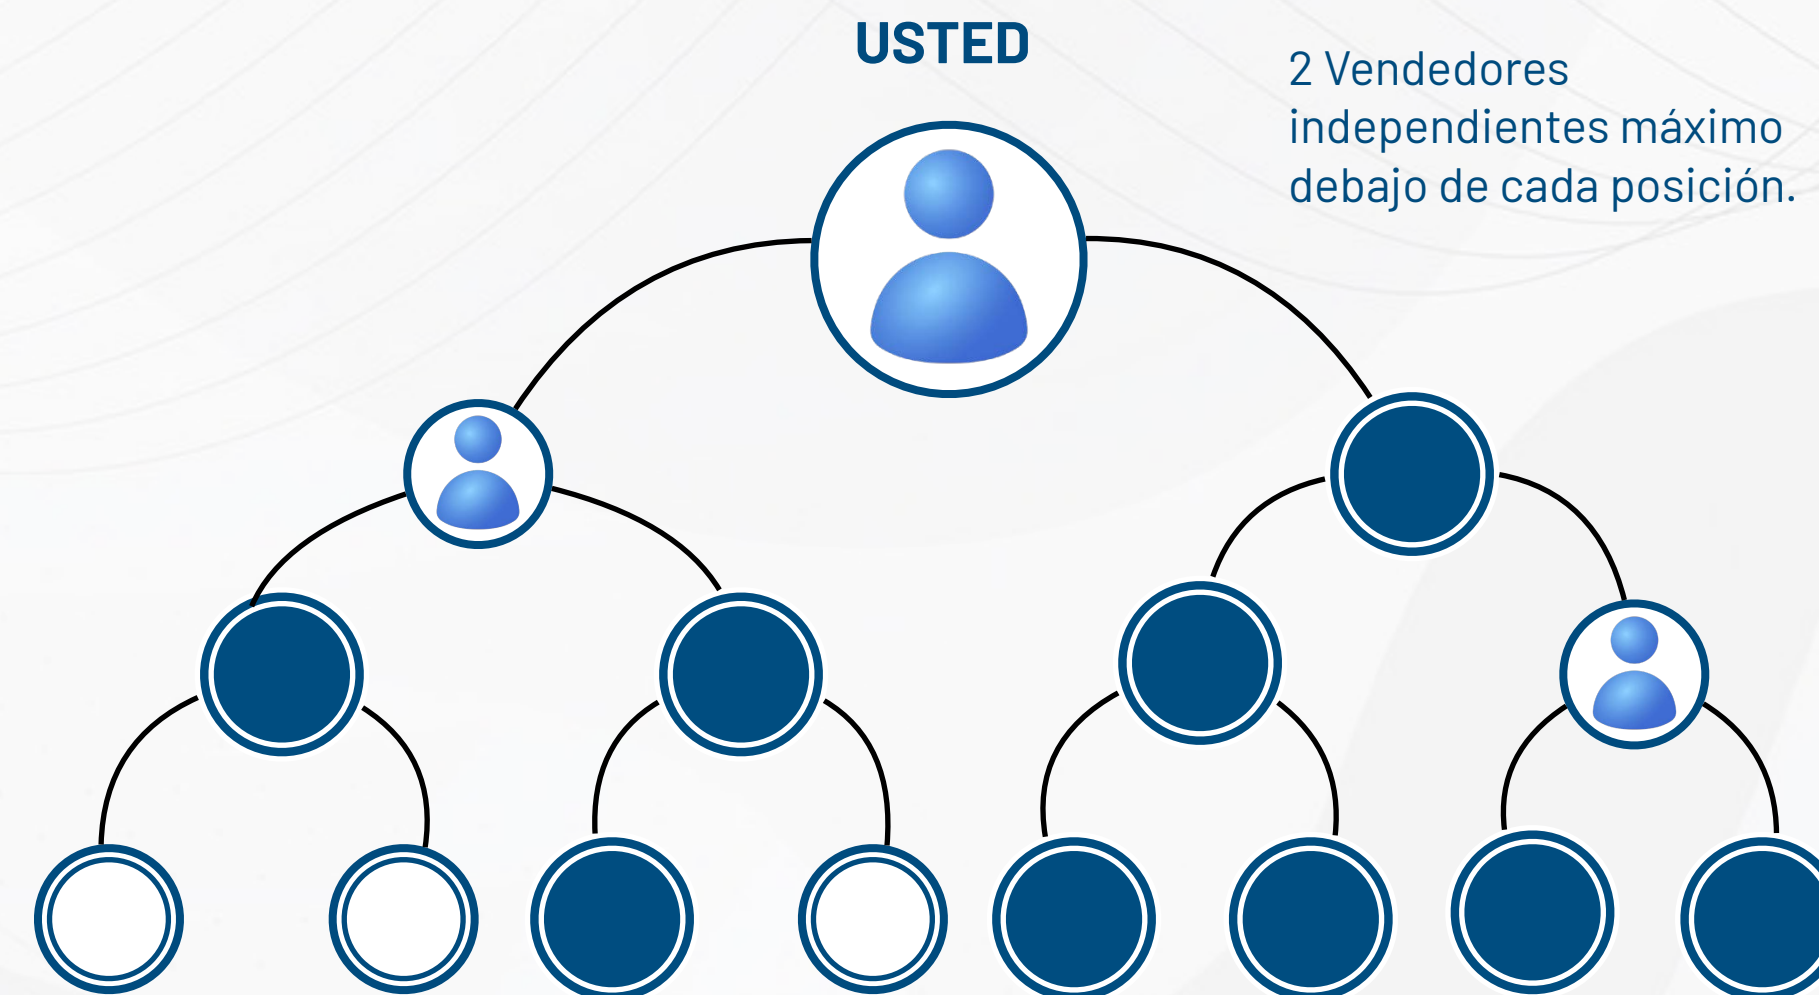 USTED
2 Vendedores
independientes máximo
debajo de cada posición.